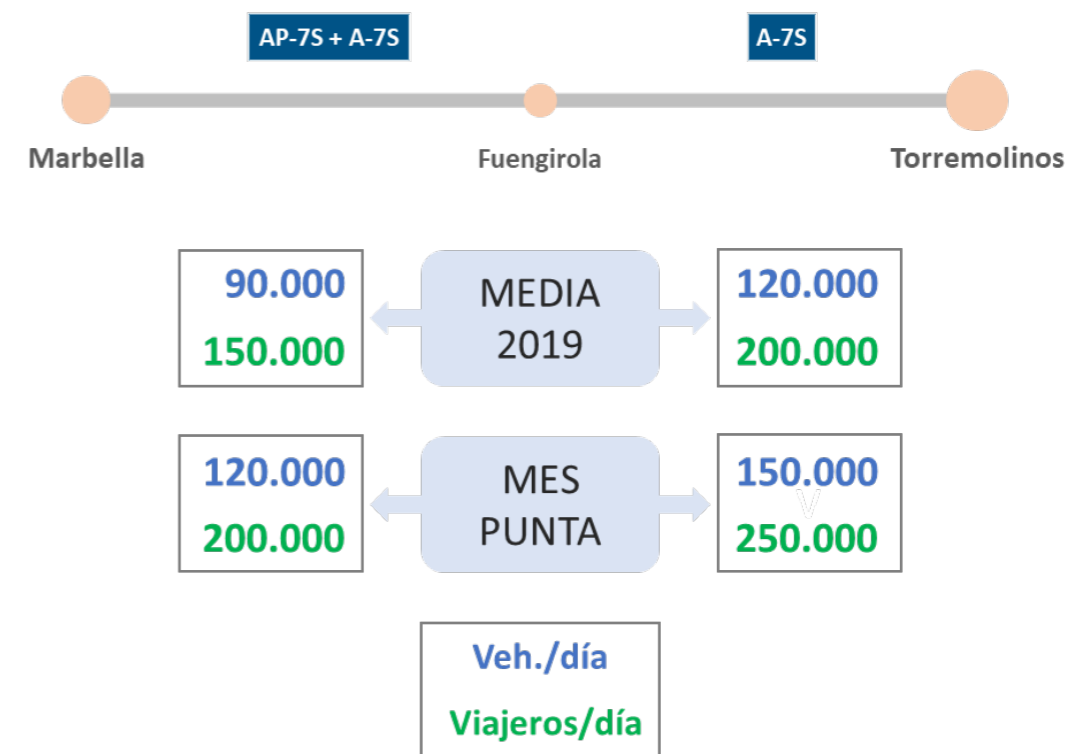 AP-7S + A-7S
A-7S
Marbella
Fuengirola
Torremolinos
90.000
150.000
MEDIA
2019
120.000
200.000
120.000
200.000
MES
PUNTA
150.000
V
250.000
Veh./día
Viajeros/día